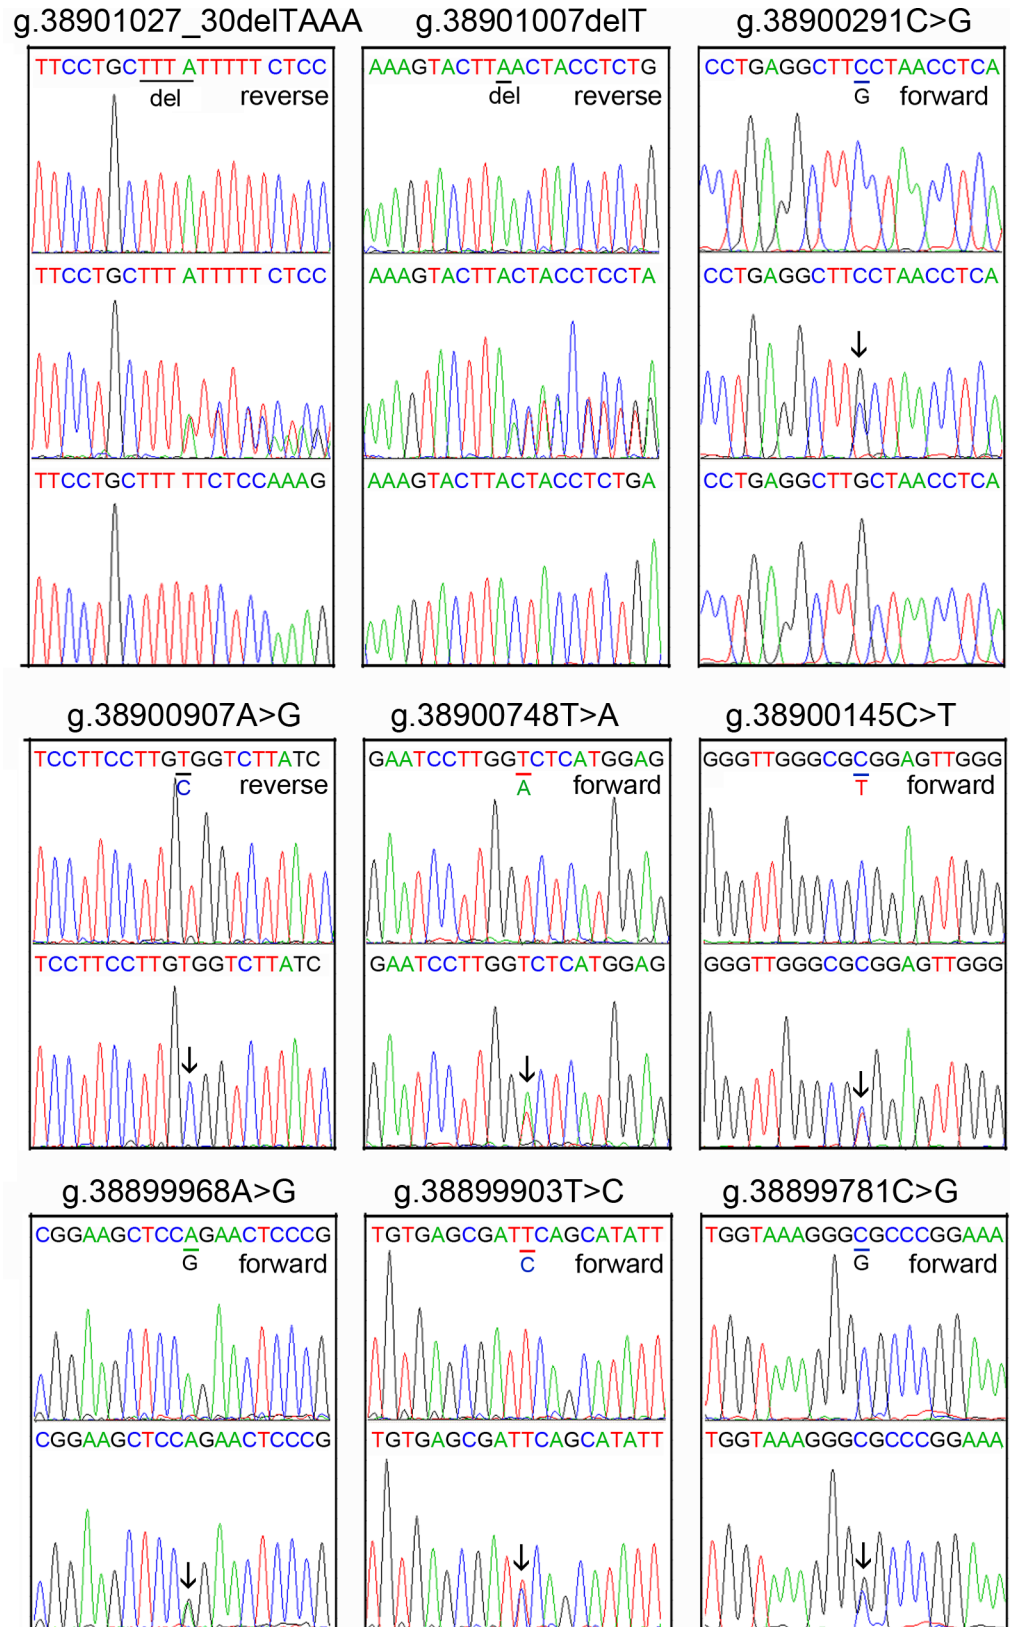 g.38901027_30delTAAA
TTCCTGCTTT ATTTTT CTCC
del reverse
TTCCTGCTTT ATTTTT CTCC
TTCCTGCTTT TTCTCCAAAG
g.38901007delT
AAAGTACTTAACTACCTCTG
del reverse
AAAGTACTTACTACCTCCTA
AAAGTACTTACTACCTCTGA
g.38900291C>G
CCTGAGGCTTCCTAACCTCA
G forward
CCTGAGGCTTCCTAACCTCA
CCTGAGGCTTGCTAACCTCA
g.38900907A>G
TCCTTCCTTGTGGTCTTATC
C reverse
TCCTTCCTTGTGGTCTTATC
g.38900748T>A
GAATCCTTGGTCTCATGGAG
A forward
GAATCCTTGGTCTCATGGAG
g.38900145C>T
GGGTTGGGCGCGGAGTTGGG
T forward
GGGTTGGGCGCGGAGTTGGG
g.38899968A>G
CGGAAGCTCCAGAACTCCCG
G forward
CGGAAGCTCCAGAACTCCCG
g.38899903T>C
TGTGAGCGATTCAGCATATT
C forward
TGTGAGCGATTCAGCATATT
g.38899781C>G
TGGTAAAGGGCGCCCGGAAA
G forward
TGGTAAAGGGCGCCCGGAAA